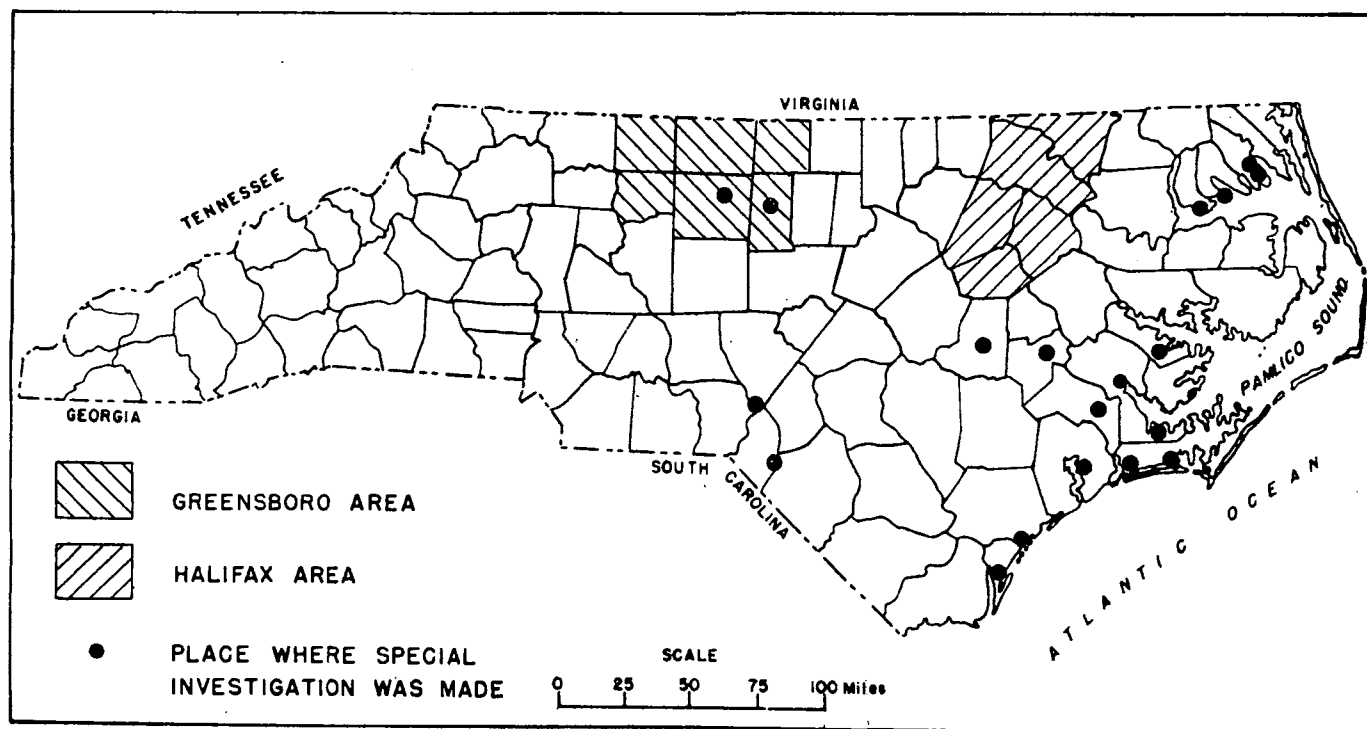 VIRGINIA
TENNESSEE
PAMLICO SOUND
GEORGIA
SOUTH
CAROLINA
ATLANTIC OCEAN
GREENSBORO AREA
HALIFAX AREA
PLACE WHERE SPECIAL
INVESTIGATION WAS MADE
SCALE
0 25 50 75 100 Miles